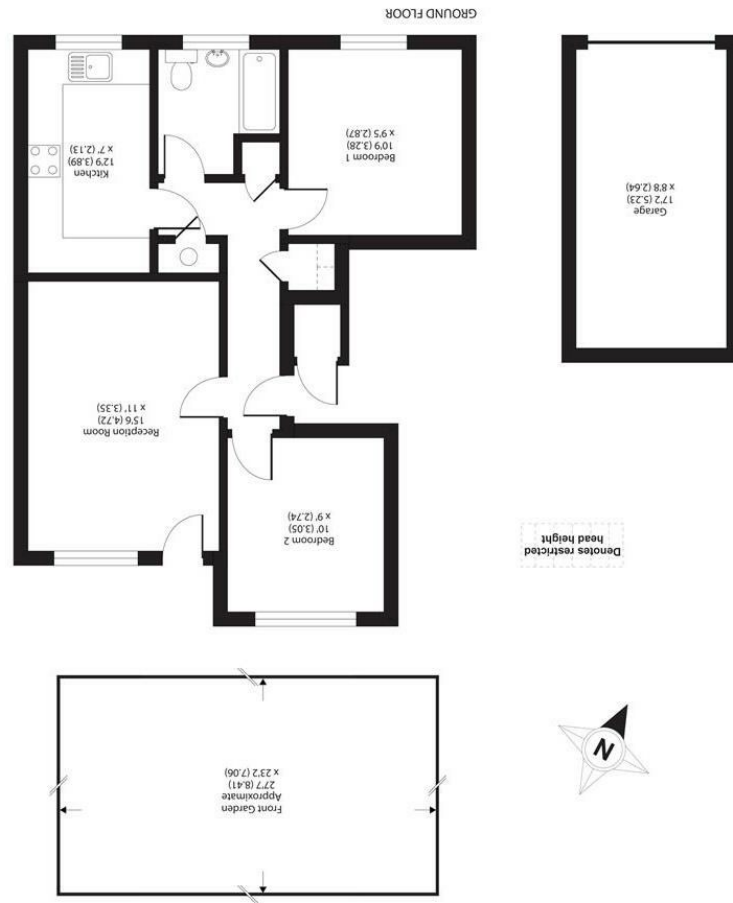 Front Garden
Approximate
27'7 (8.41)
x 23'2 (7.06)
N
Denotes restricted
head height
Bedroom 2
10' (3.05)
x 9' (2.74)
Reception Room
15'6 (4.72)
x 11' (3.35)
Garage
17'2 (5.23)
x 8'8 (2.64)
Bedroom 1
10'9 (3.28)
x 9'5 (2.87)
Kitchen
12'9 (3.89)
x 7' (2.13)
GROUND FLOOR